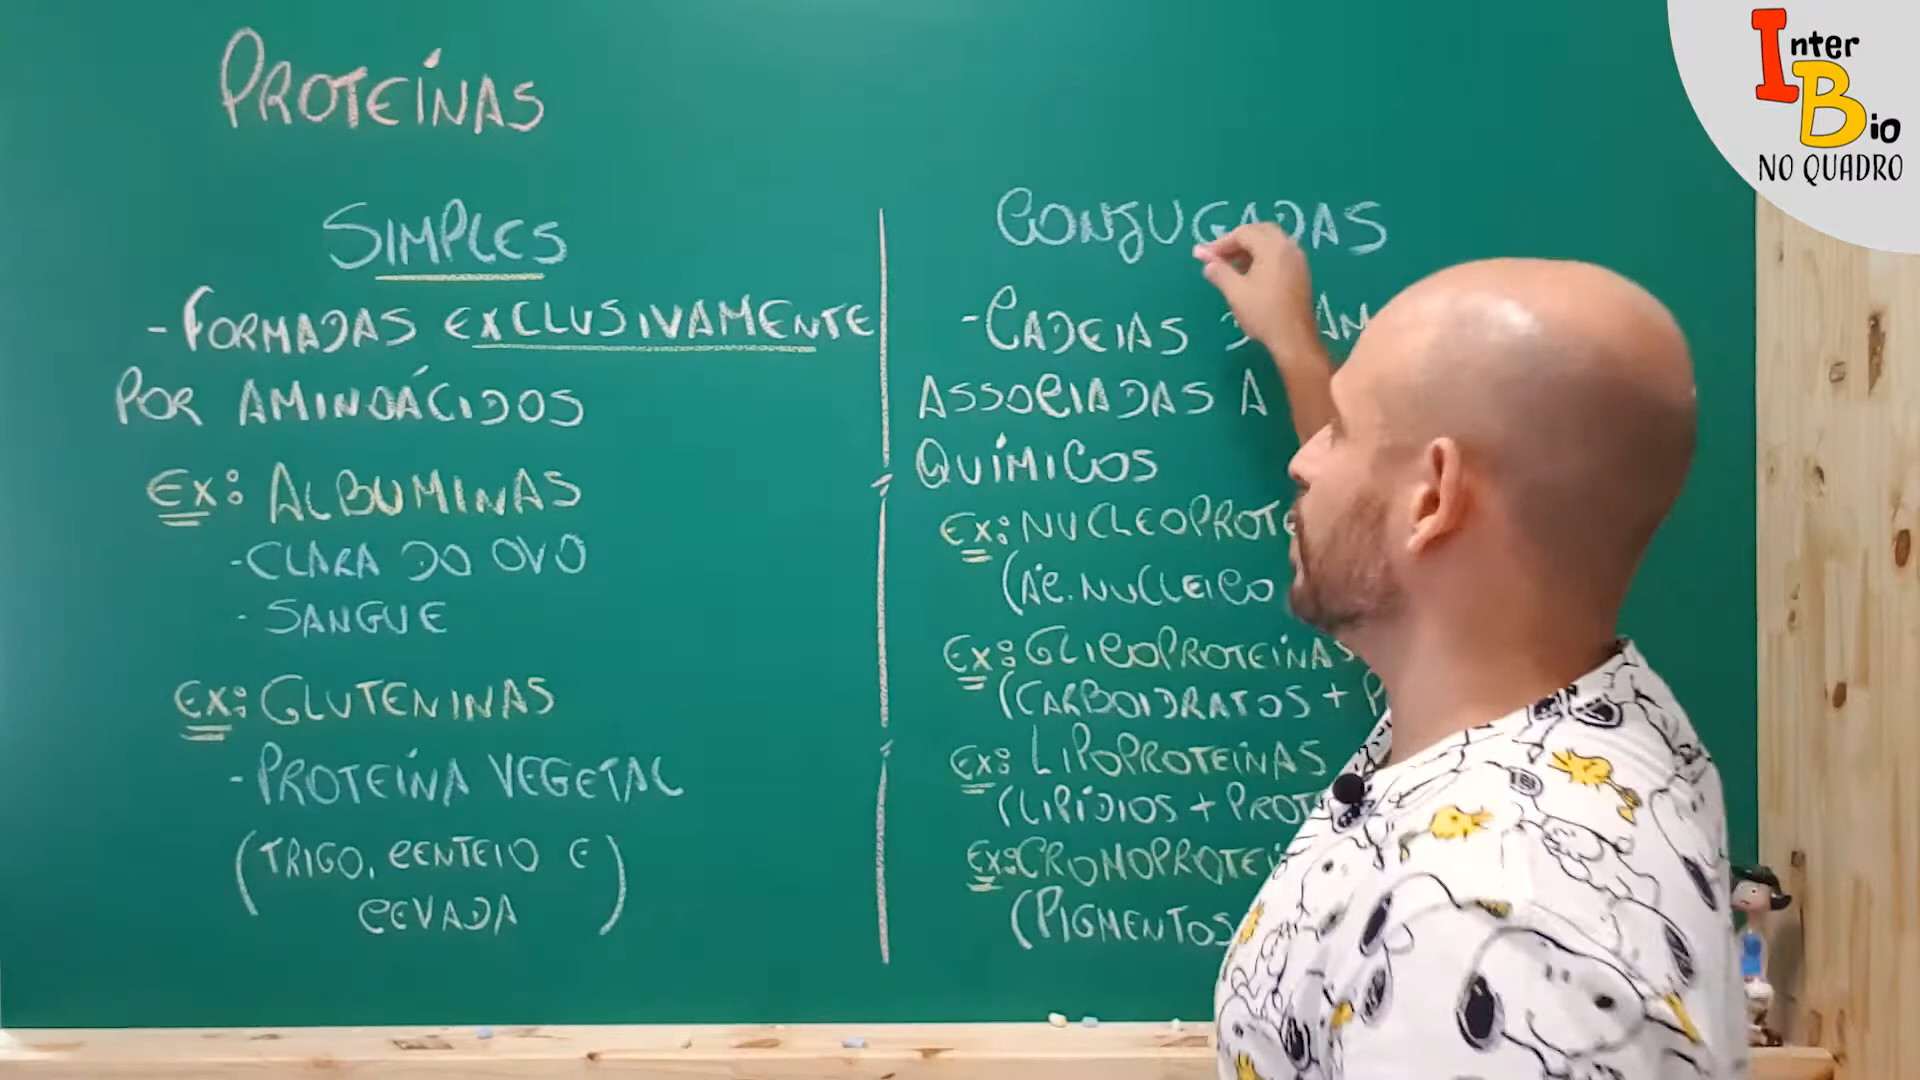 PROTEÍNAS
SIMPLES
- FORMADAS EXCLUSIVAMENTE
POR AMINOÁCIDOS
EX: ALBUMINAS
- CLARA DO OVO
- SANGUE
EX: GLUTENINAS
- PROTEÍNA VEGETAL
(TRIGO, CENTEIO E
CEVADA)
CONJUGADAS
- CADEIAS
ASSOCIADAS A
QUÍMICOS
EX: NUCLEOPROTE
(ÁC. NUCLEICO
EX: GLICOPROTEÍNAS
(CARBOIDRATOS + P
EX: LIPOPROTEÍNAS
(LIPÍDIOS + PROT
EX: CROMOPROTEÍ
(PIGMENTOS
Inter
Bio
NO QUADRO